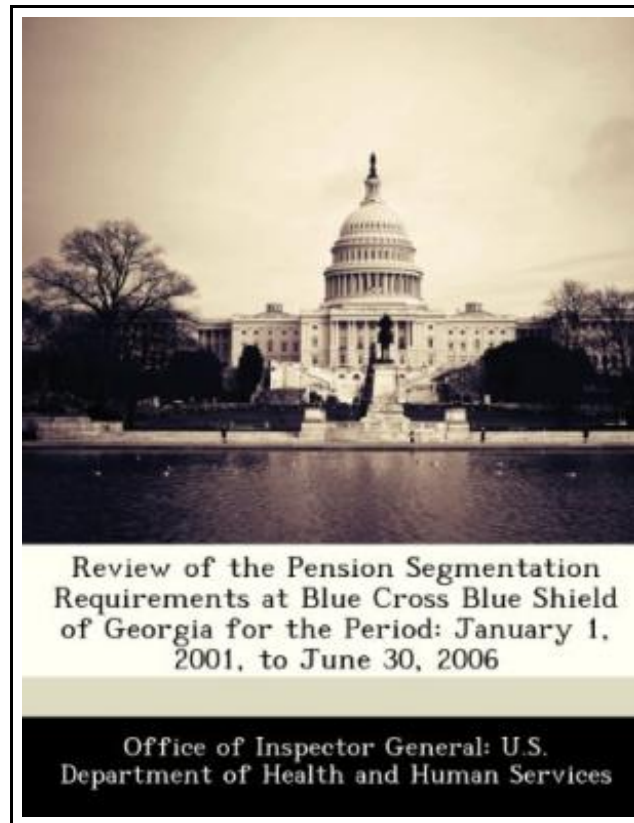 Review of the Pension Segmentation
Requirements at Blue Cross Blue Shield
of Georgia for the Period: January 1,
2001, to June 30, 2006
Office of Inspector General: U.S.
Department of Health and Human Services